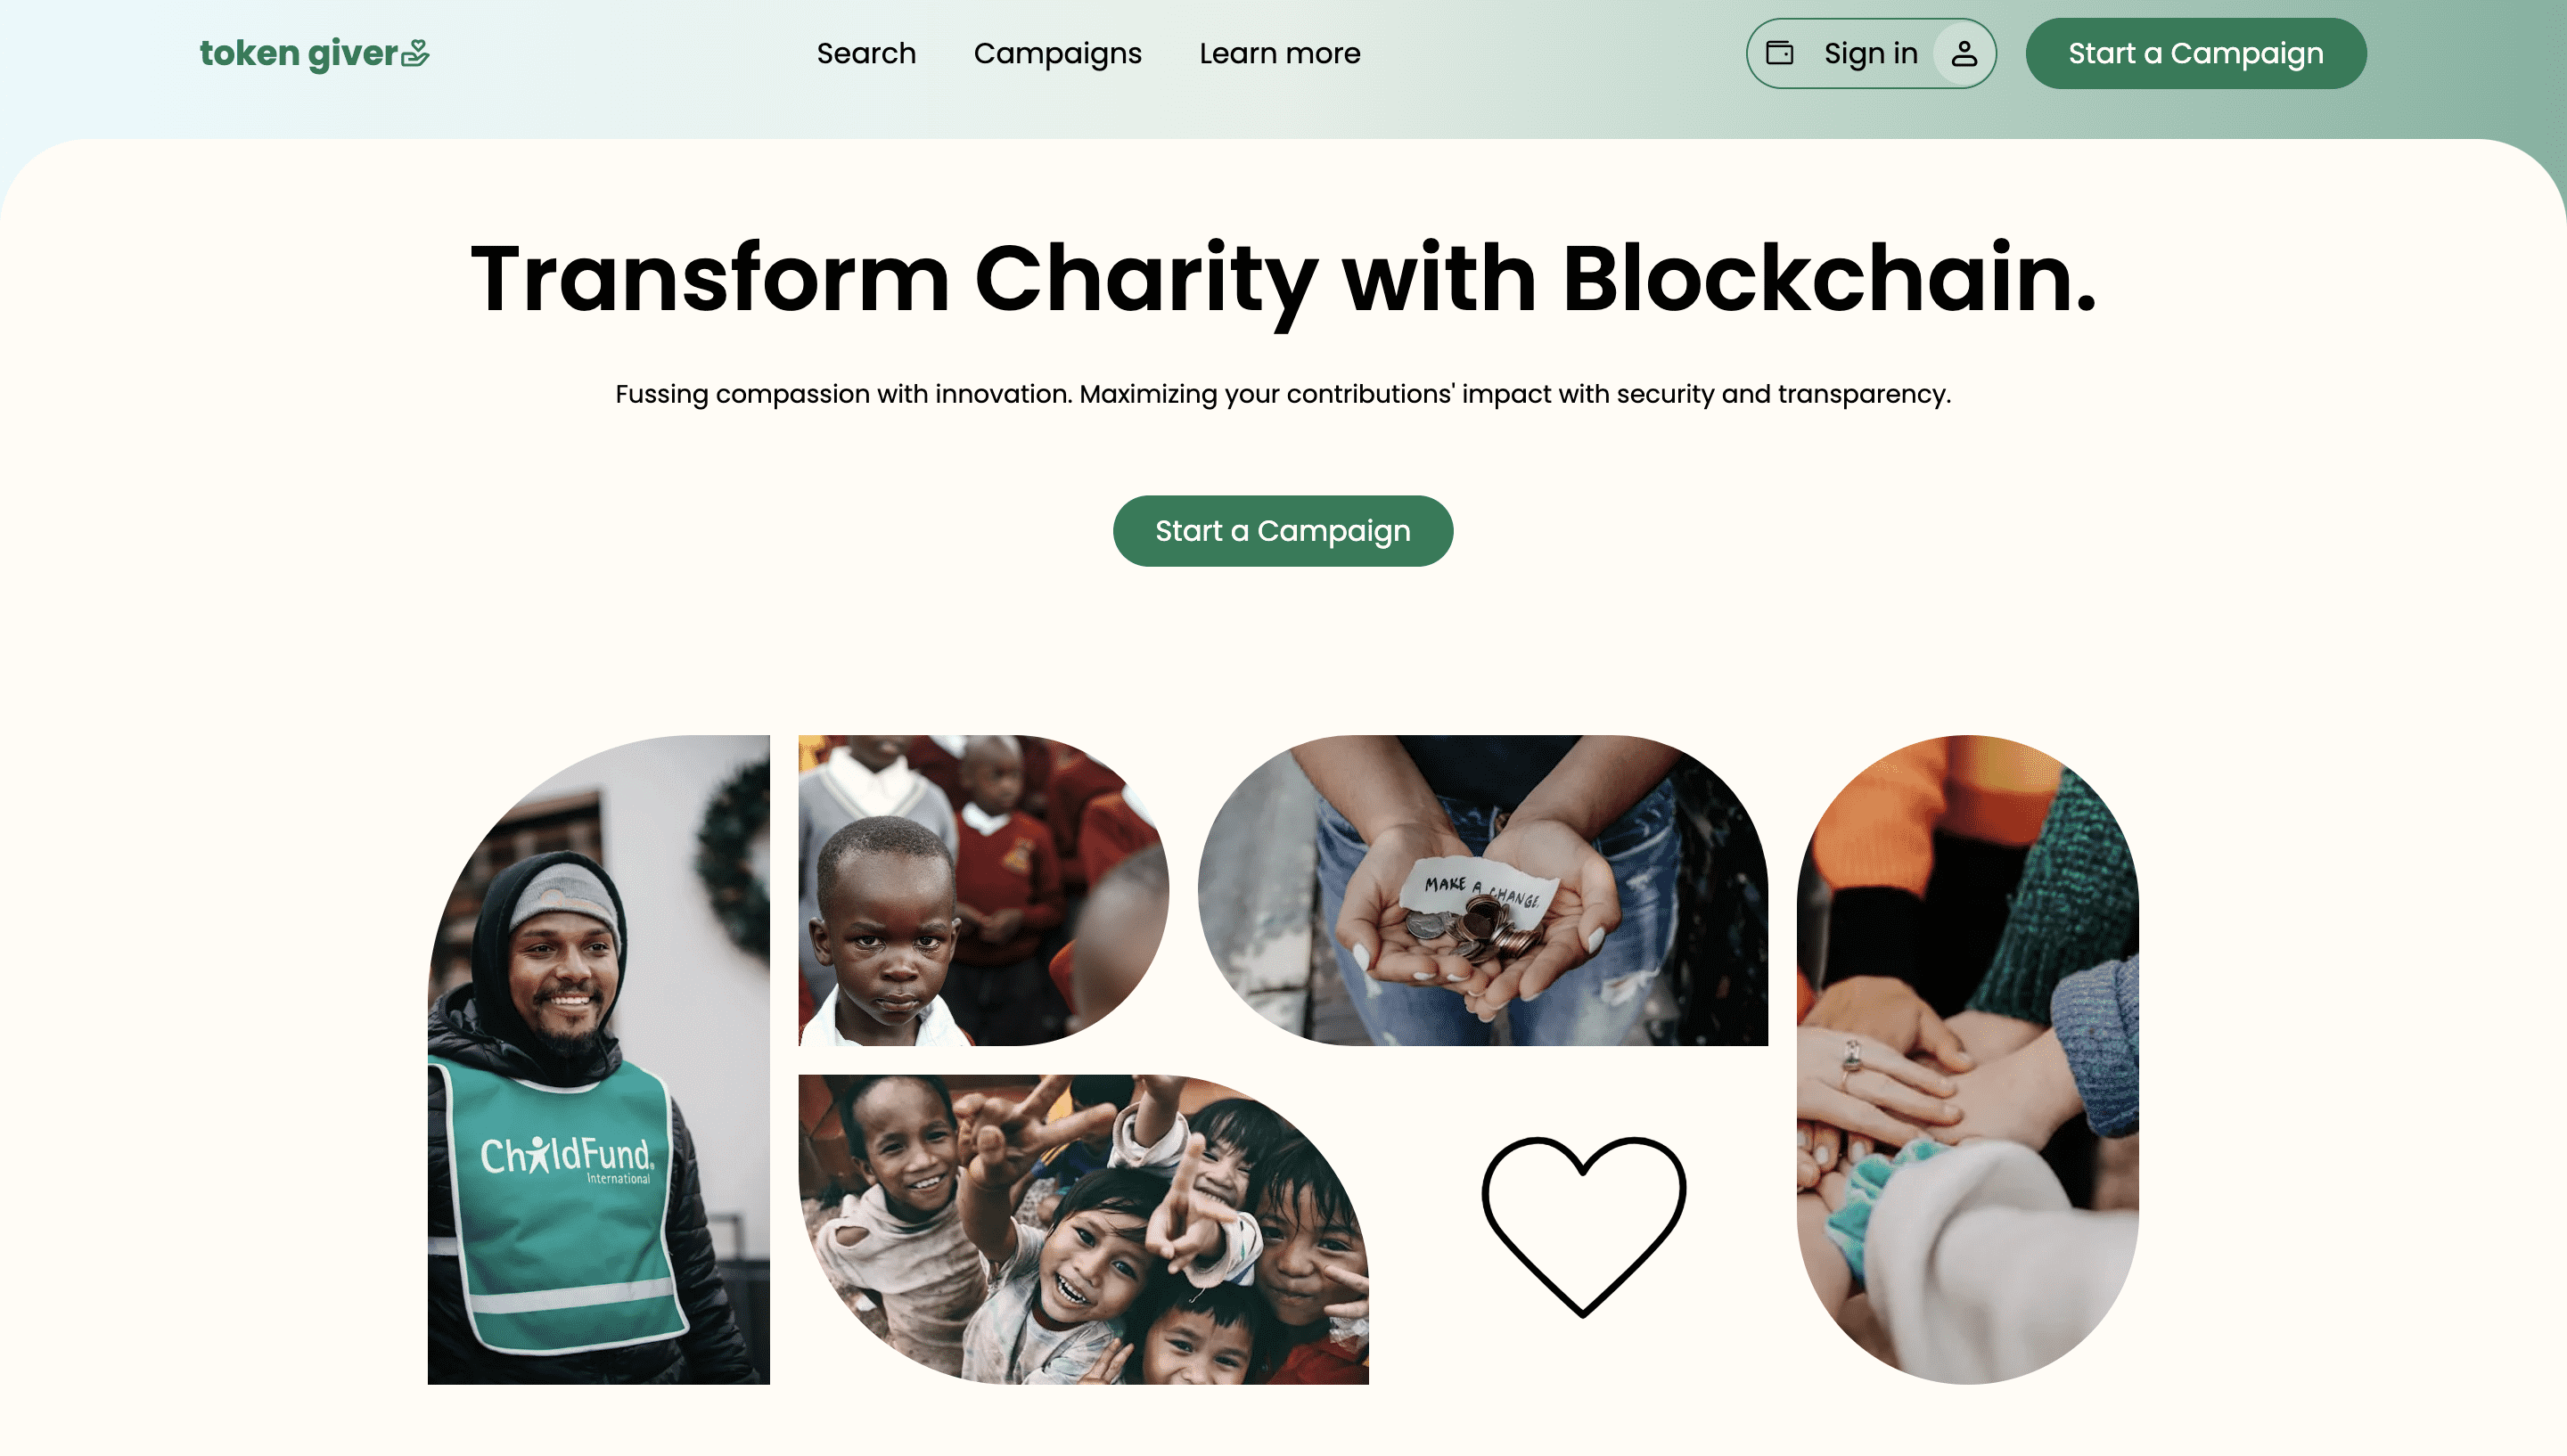 token giver
Search
Campaigns
Learn more
Sign in
Start a Campaign
Transform Charity with Blockchain.
Fussing compassion with innovation. Maximizing your contributions' impact with security and transparency.
Start a Campaign
MAKE A CHANGE.
ChildFund®
International